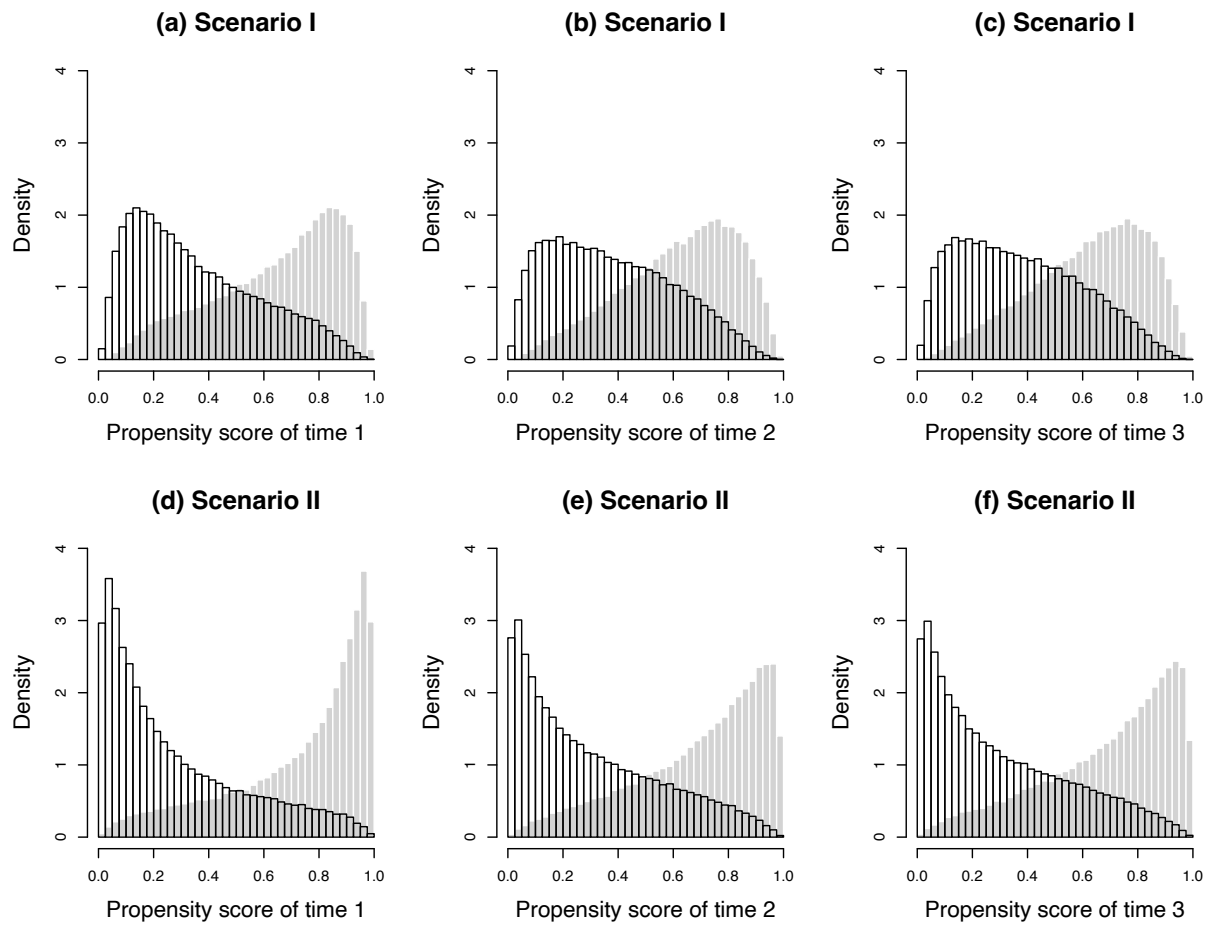 (a) Scenario I
(b) Scenario I
(c) Scenario I
Density
4
3
2
1
0
0.0 0.2 0.4 0.6 0.8 1.0
Propensity score of time 1
Density
4
3
2
1
0
0.0 0.2 0.4 0.6 0.8 1.0
Propensity score of time 2
Density
4
3
2
1
0
0.0 0.2 0.4 0.6 0.8 1.0
Propensity score of time 3
(d) Scenario II
(e) Scenario II
(f) Scenario II
Density
4
3
2
1
0
0.0 0.2 0.4 0.6 0.8 1.0
Propensity score of time 1
Density
4
3
2
1
0
0.0 0.2 0.4 0.6 0.8 1.0
Propensity score of time 2
Density
4
3
2
1
0
0.0 0.2 0.4 0.6 0.8 1.0
Propensity score of time 3